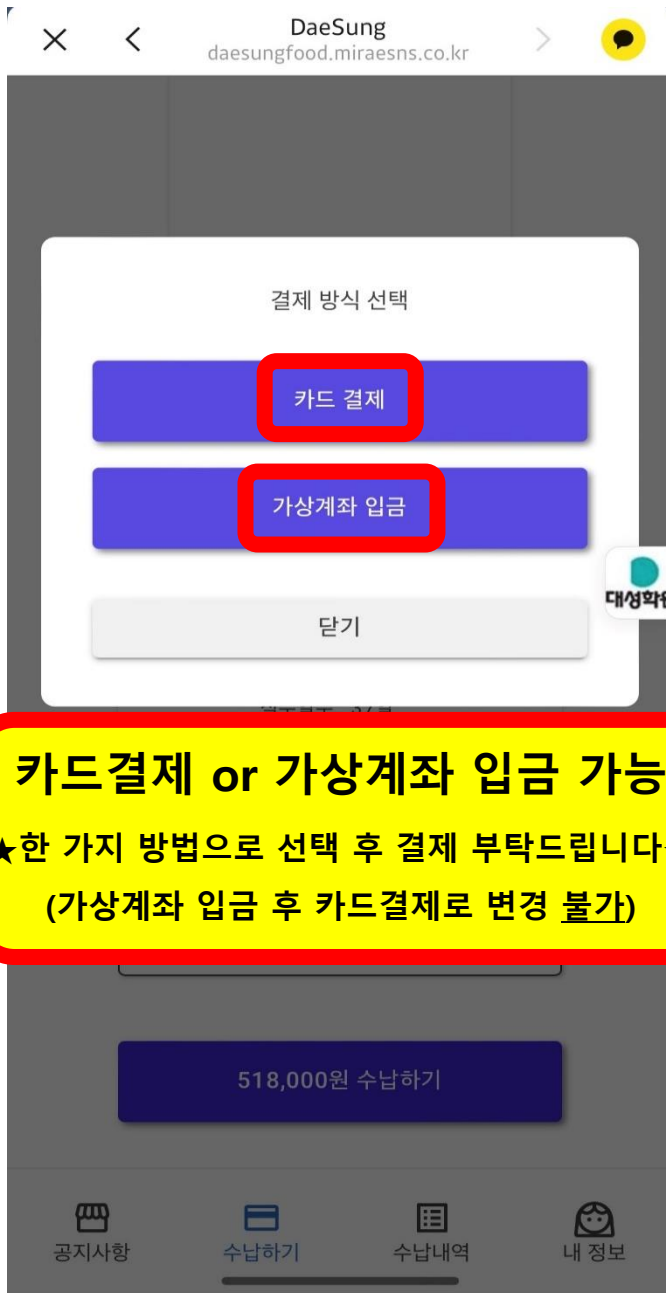 DaeSung
daesungfood.miraesns.co.kr
결제 방식 선택
카드 결제
가상계좌 입금
대성학원
닫기
카드결제 or 가상계좌 입금 가능
★한 가지 방법으로 선택 후 결제 부탁드립니다
(가상계좌 입금 후 카드결제로 변경 불가)
518,000원 수납하기
공지사항
수납하기
수납내역
내 정보